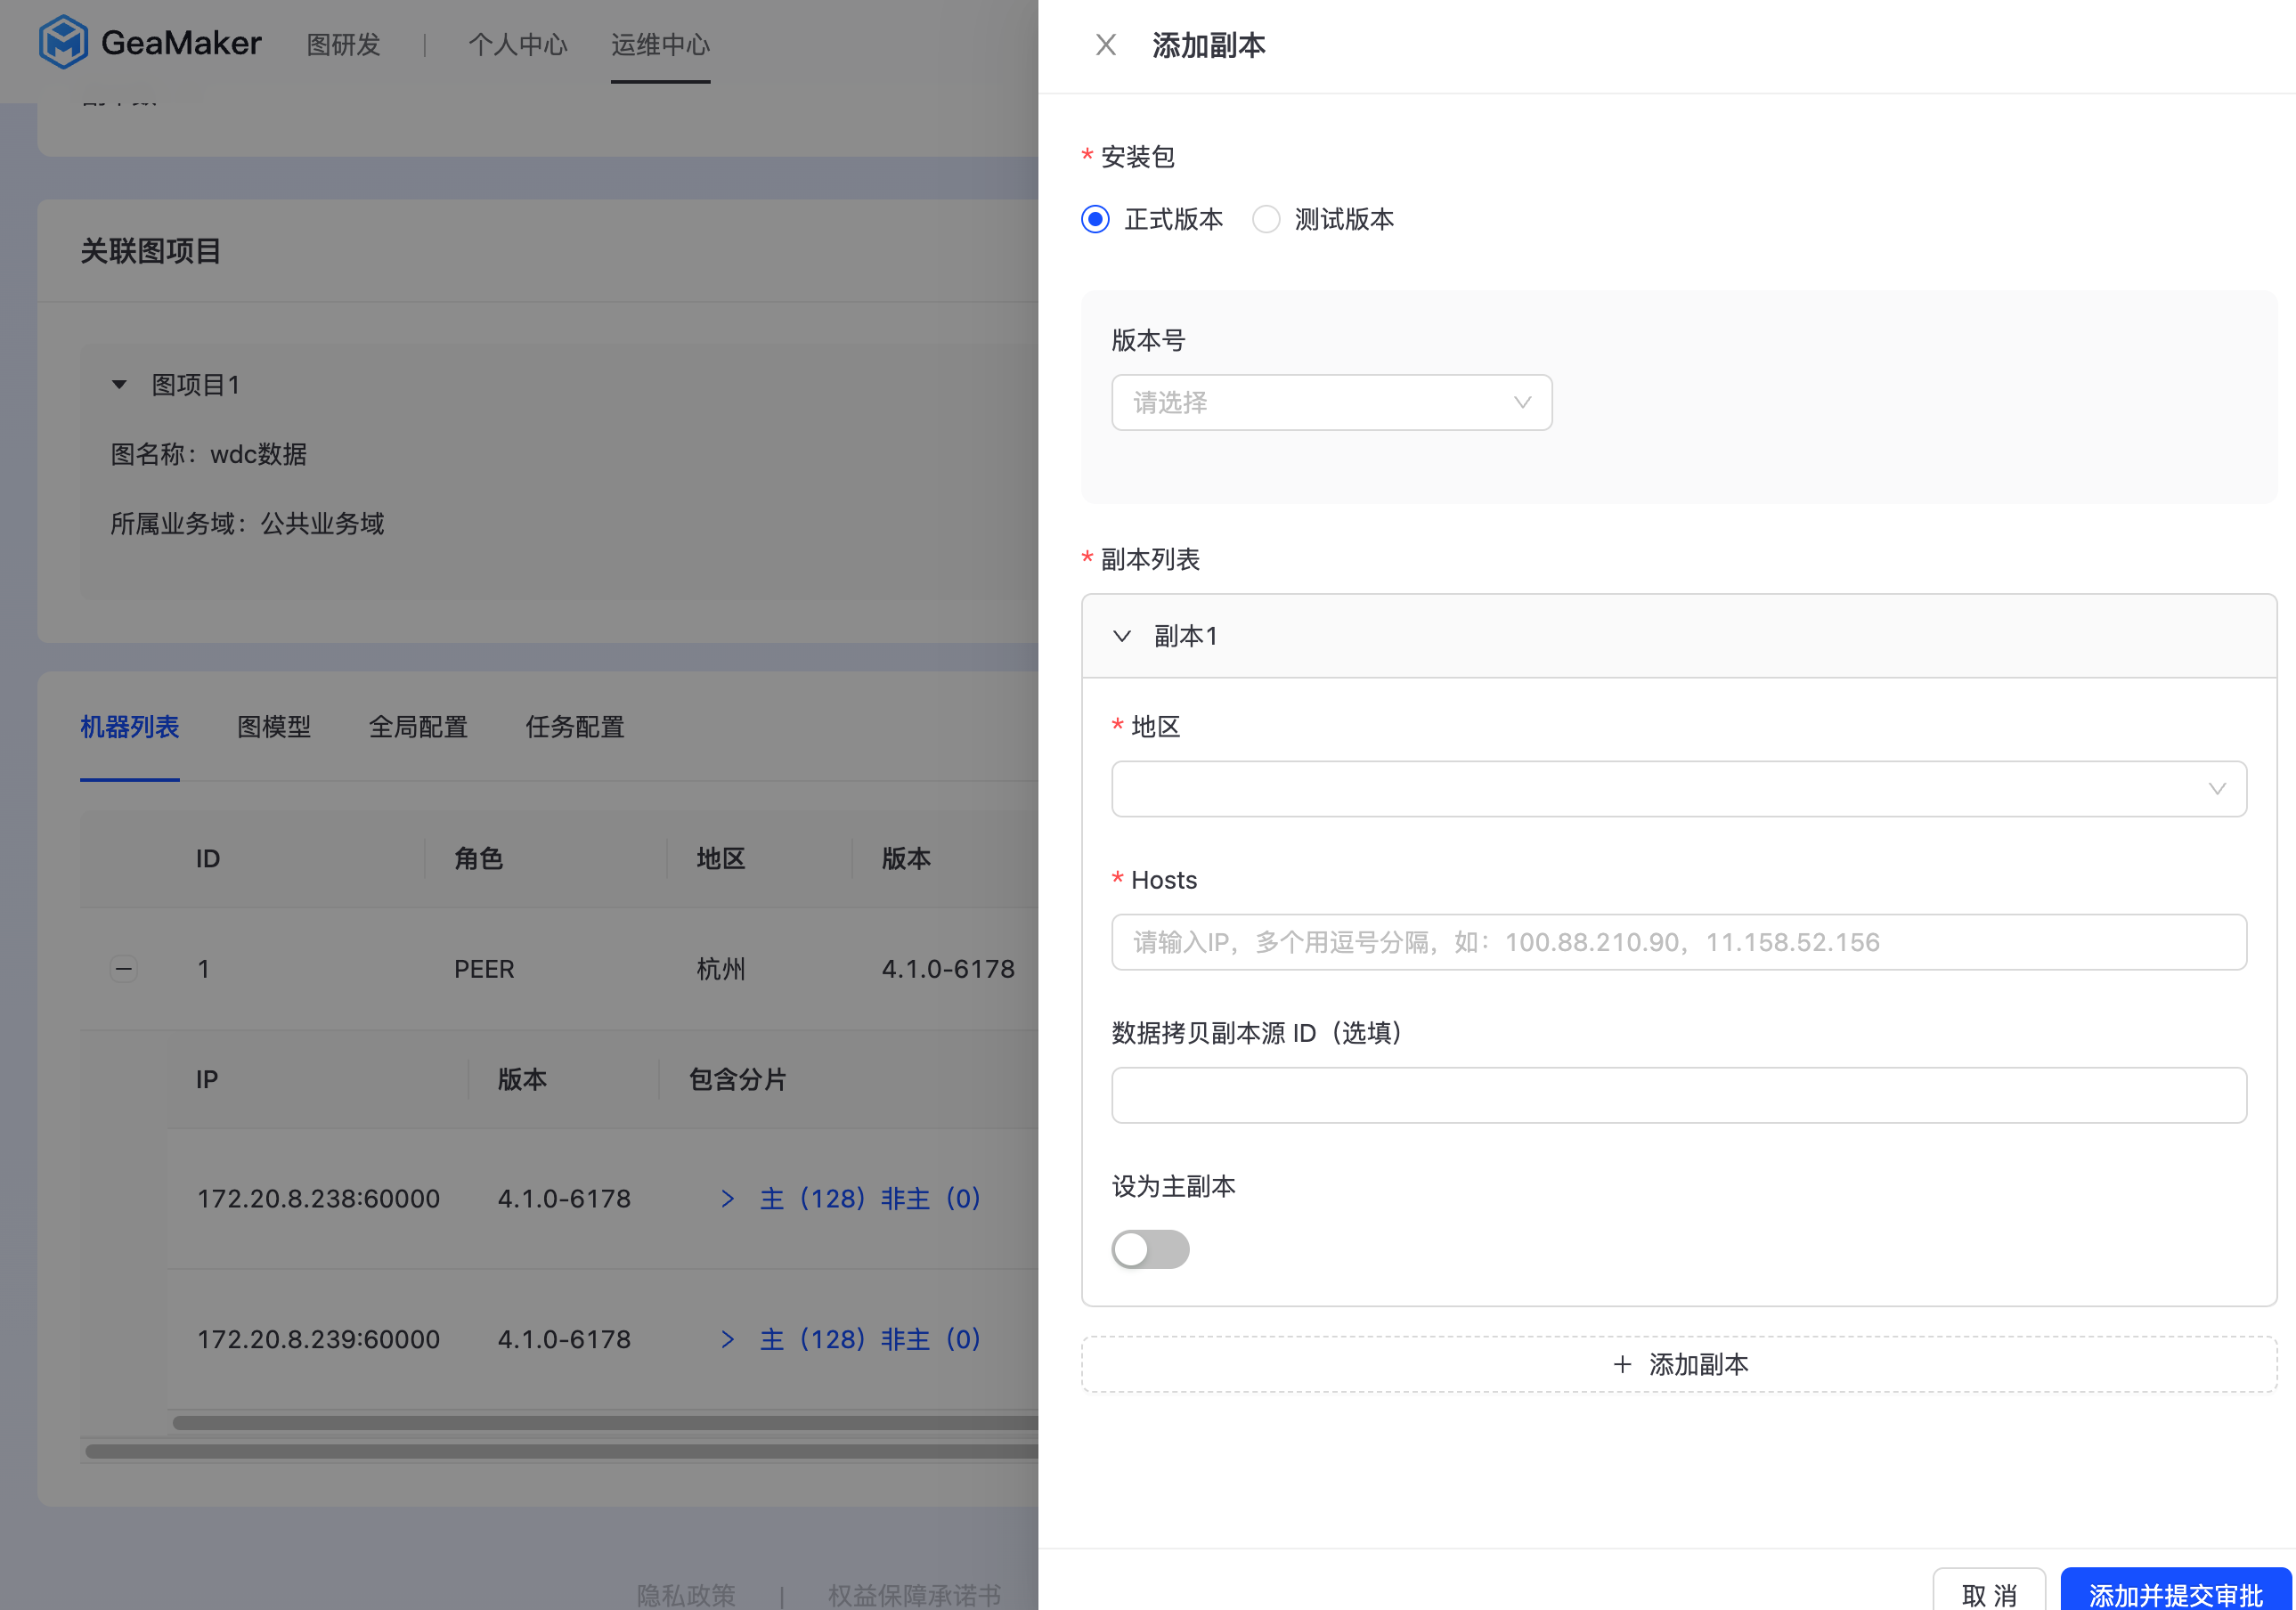 GeaMaker 图研发 | 个人中心 运维中心
关联图项目
图项目1
图名称：wdc数据
所属业务域：公共业务域
机器列表 图模型 全局配置 任务配置
ID 角色 地区 版本
1 PEER 杭州 4.1.0-6178
IP 版本 包含分片
172.20.8.238:60000 4.1.0-6178 > 主（128）非主（0）
172.20.8.239:60000 4.1.0-6178 > 主（128）非主（0）
隐私政策 | 权益保障承诺书
添加副本
* 安装包
正式版本 测试版本
版本号
请选择
* 副本列表
副本1
* 地区
* Hosts
请输入IP，多个用逗号分隔，如：100.88.210.90，11.158.52.156
数据拷贝副本源 ID（选填）
设为主副本
+ 添加副本
取 消 添加并提交审批